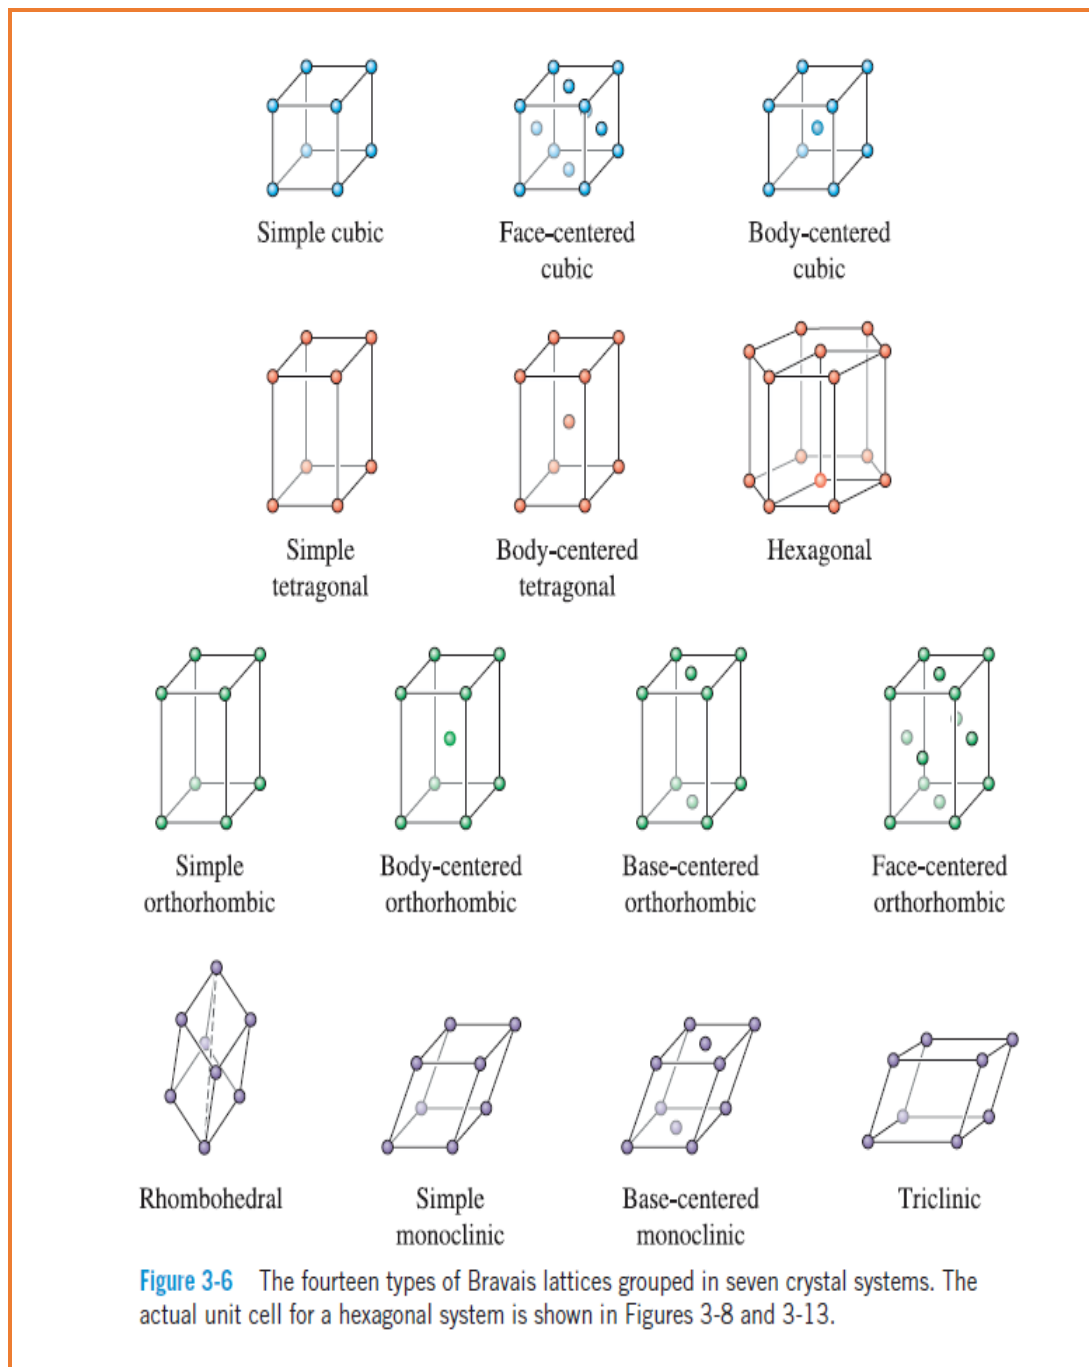 Simple cubic
Face-centered
cubic
Body-centered
cubic
Simple
tetragonal
Body-centered
tetragonal
Hexagonal
Simple
orthorhombic
Body-centered
orthorhombic
Base-centered
orthorhombic
Face-centered
orthorhombic
Rhombohedral
Simple
monoclinic
Base-centered
monoclinic
Triclinic
Figure 3-6 The fourteen types of Bravais lattices grouped in seven crystal systems. The
actual unit cell for a hexagonal system is shown in Figures 3-8 and 3-13.